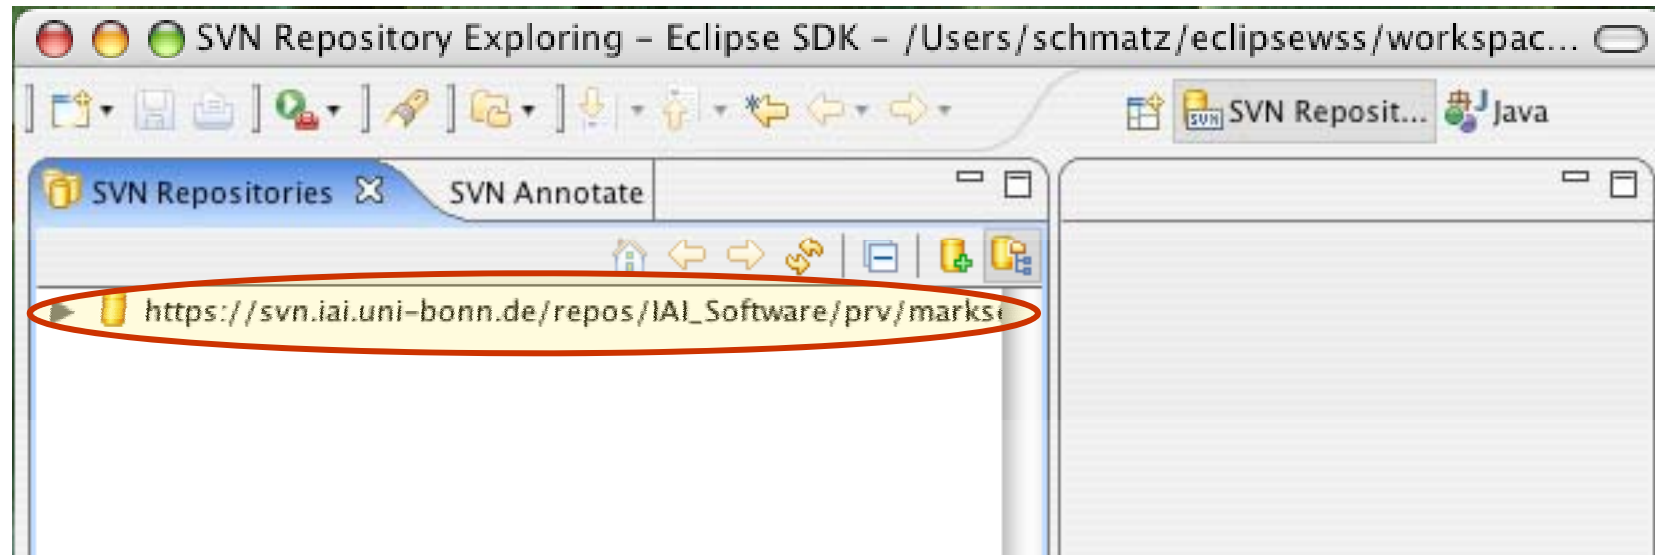 SVN Repository Exploring – Eclipse SDK – /Users/schmatz/eclipsewss/workspac...
SVN Reposit... Java
SVN Repositories SVN Annotate
https://svn.iai.uni-bonn.de/repos/IAI_Software/prv/marks